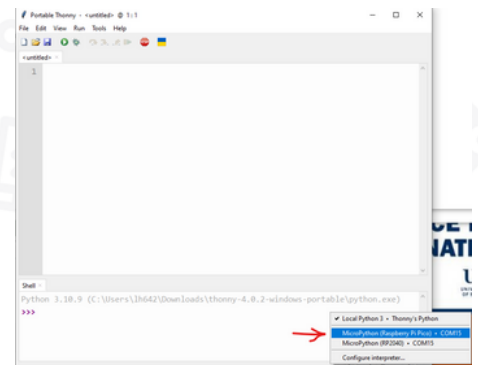 Portable Thonny - <untitled> @ 1:1
File Edit View Run Tools Help
<untitled>
1
Shell
Python 3.10.9 (C:\Users\lh642\Downloads\thonny-4.0.2-windows-portable\python.exe)
>>>
✓ Local Python 3 • Thonny's Python
MicroPython (Raspberry Pi Pico) • COM15
MicroPython (RP2040) • COM15
Configure interpreter...